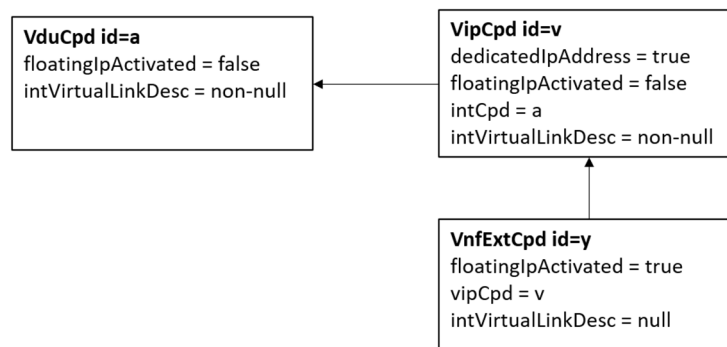 VduCpd id=a
floatingIpActivated = false
intVirtualLinkDesc = non-null
VipCpd id=v
dedicatedIpAddress = true
floatingIpActivated = false
intCpd = a
intVirtualLinkDesc = non-null
VnfExtCpd id=y
floatingIpActivated = true
vipCpd = v
intVirtualLinkDesc = null